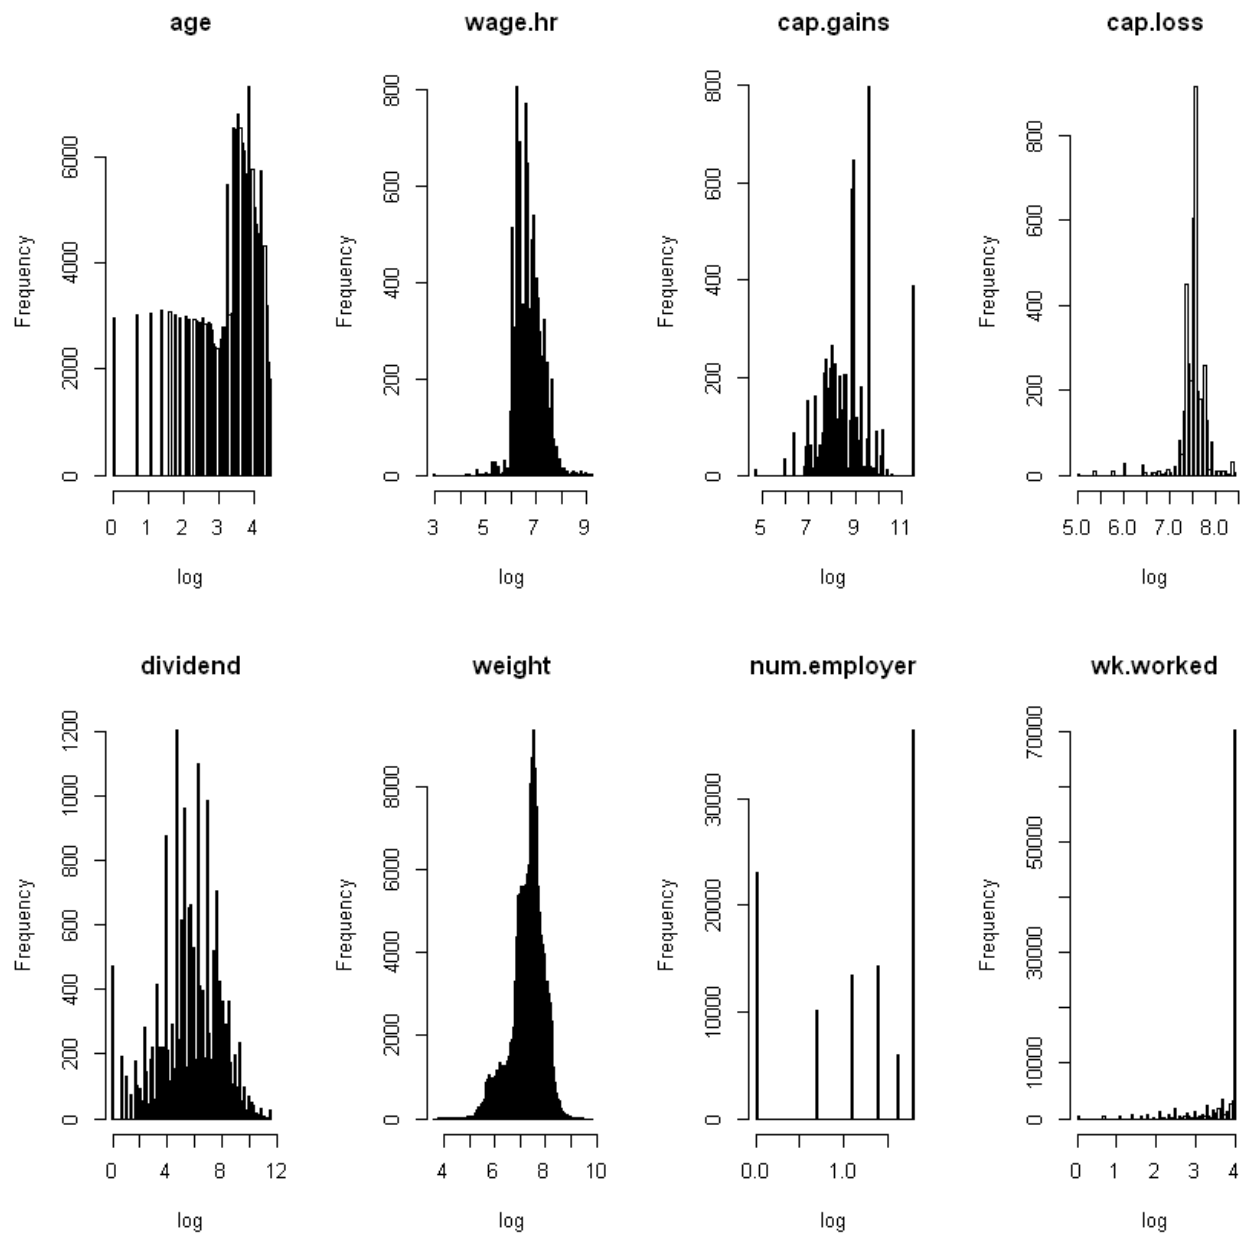 age
Frequency
0 2000 4000 6000
0 1 2 3 4
log
wage.hr
Frequency
0 200 400 600 800
3 5 7 9
log
cap.gains
Frequency
0 200 400 600 800
5 7 9 11
log
cap.loss
Frequency
0 200 400 600 800
5.0 6.0 7.0 8.0
log
dividend
Frequency
0 200 400 600 800 1000 1200
0 4 8 12
log
weight
Frequency
0 2000 4000 6000 8000
4 6 8 10
log
num.employer
Frequency
0 10000 20000 30000
0.0 1.0
log
wk.worked
Frequency
0 10000 30000 50000 70000
0 1 2 3 4
log